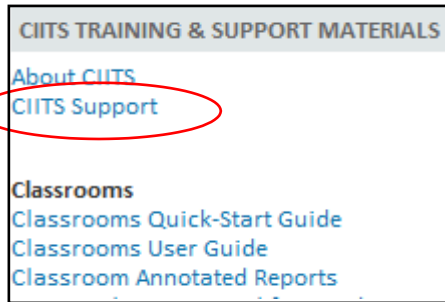 CIITS TRAINING & SUPPORT MATERIALS
About CIITS
CIITS Support
Classrooms
Classrooms Quick-Start Guide
Classrooms User Guide
Classroom Annotated Reports